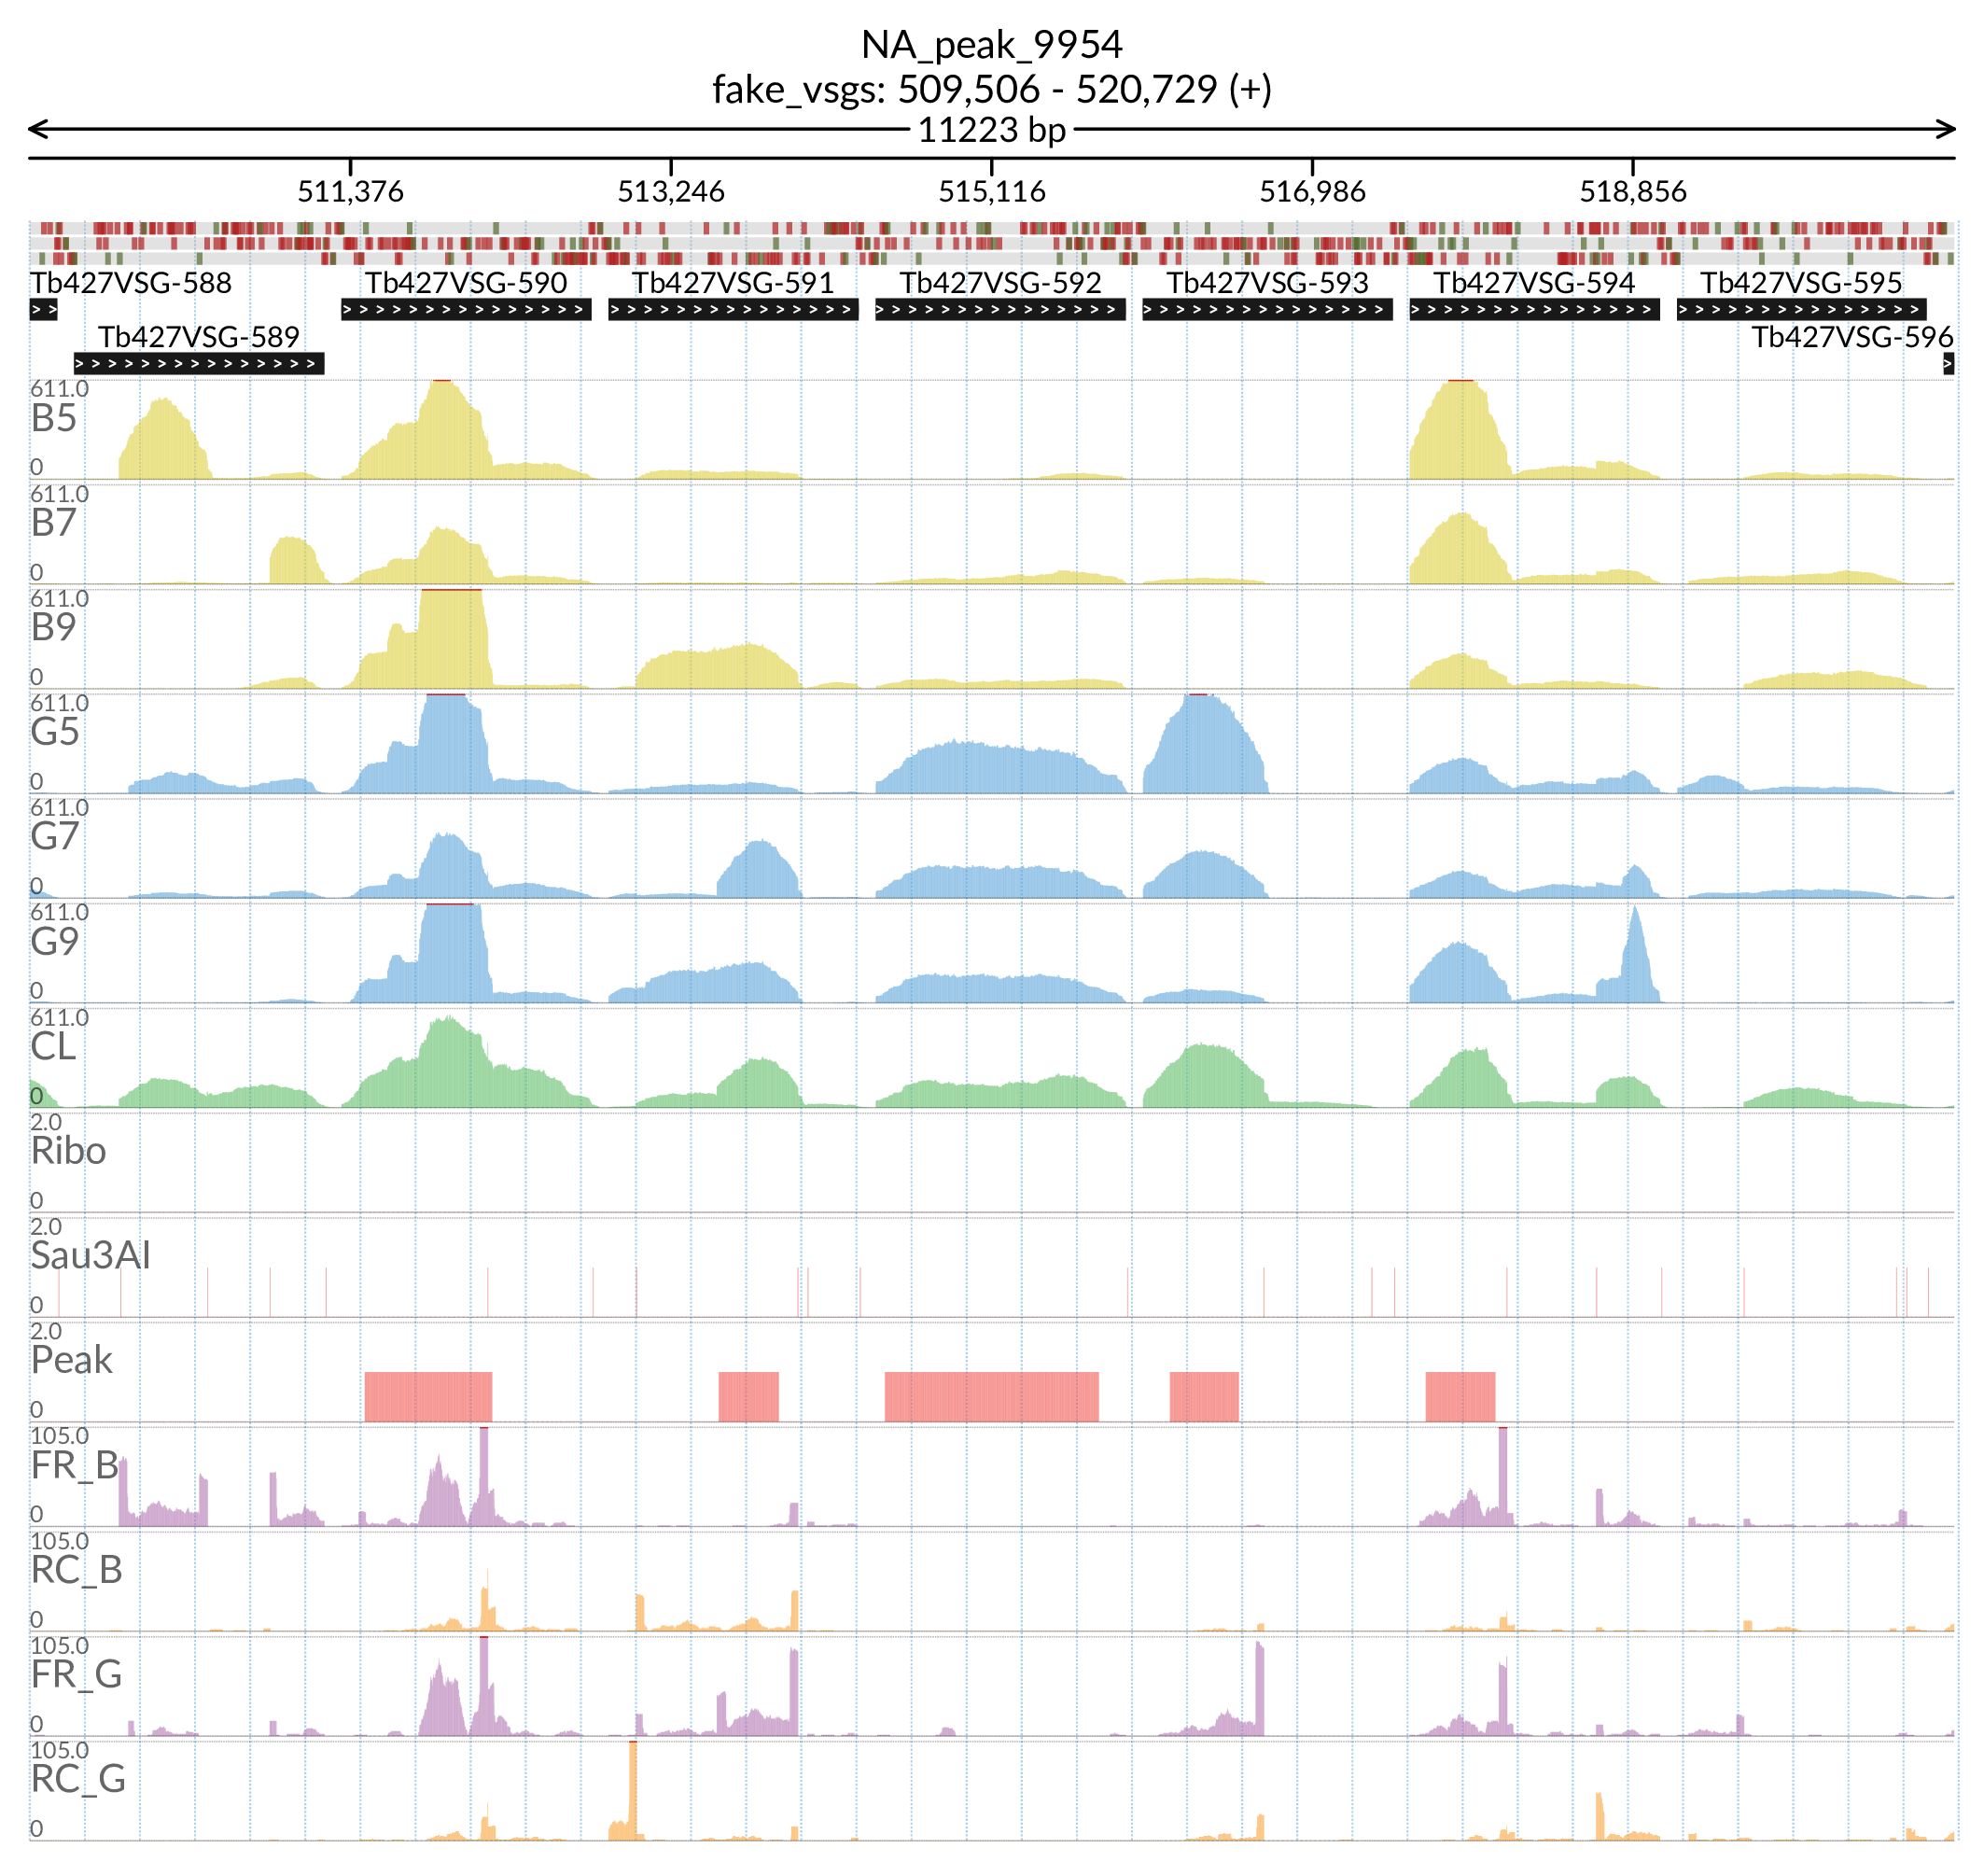 NA_peak_9954
fake_vsgs: 509,506 - 520,729 (+)
11223 bp
511,376 513,246 515,116 516,986 518,856
Tb427VSG-588 Tb427VSG-590 Tb427VSG-591 Tb427VSG-592 Tb427VSG-593 Tb427VSG-594 Tb427VSG-595
Tb427VSG-589 Tb427VSG-596
611.0
B5
0
611.0
B7
0
611.0
B9
0
611.0
G5
0
611.0
G7
0
611.0
G9
0
611.0
CL
0
2.0
Ribo
0
2.0
Sau3AI
0
2.0
Peak
0
105.0
FR_B
0
105.0
RC_B
0
105.0
FR_G
0
105.0
RC_G
0